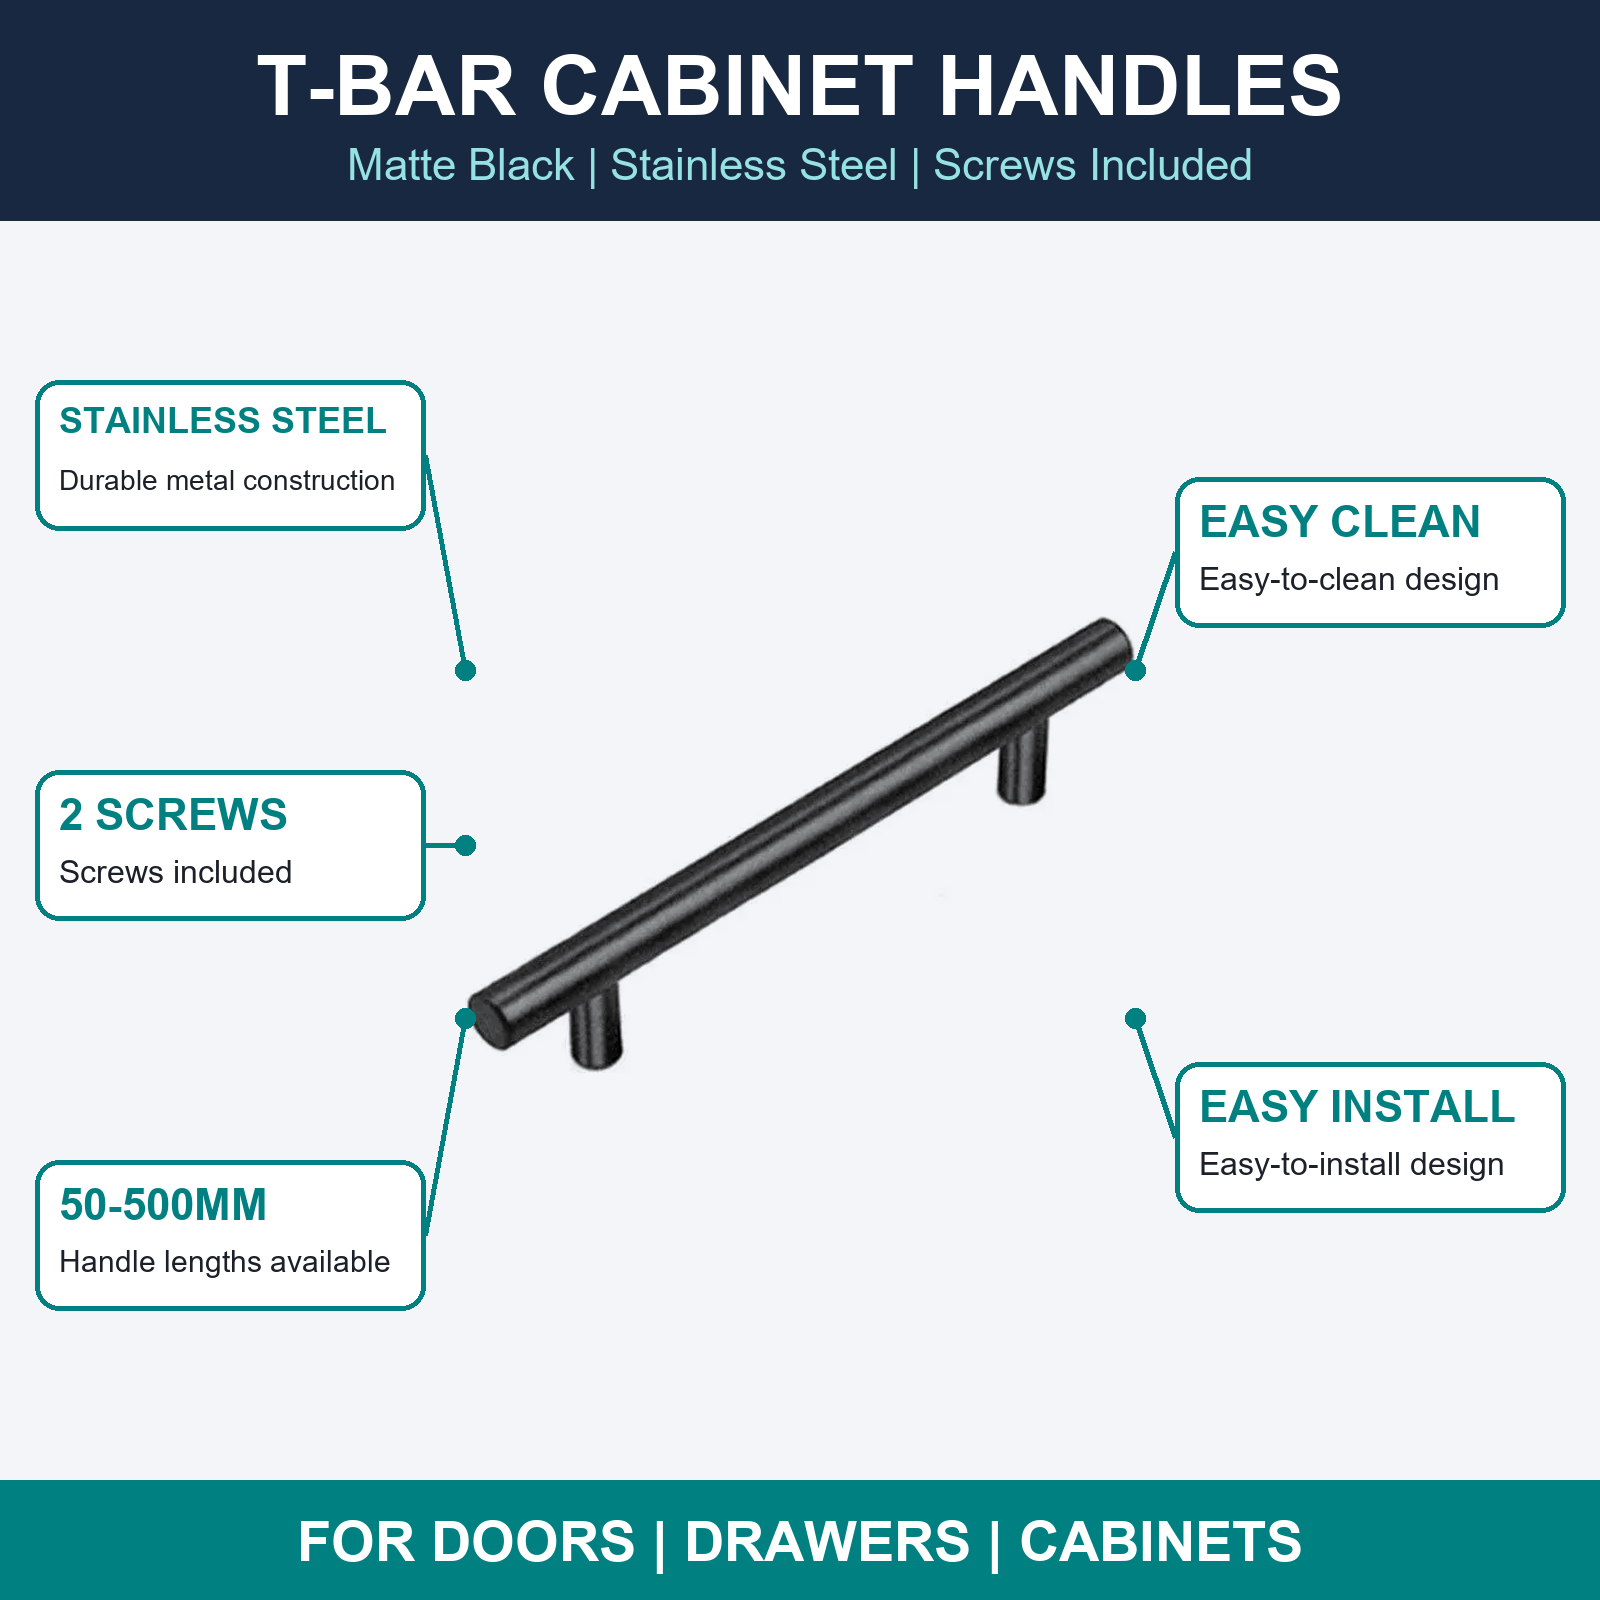 T-BAR CABINET HANDLES
Matte Black | Stainless Steel | Screws Included
STAINLESS STEEL
Durable metal construction
EASY CLEAN
Easy-to-clean design
2 SCREWS
Screws included
EASY INSTALL
Easy-to-install design
50-500MM
Handle lengths available
FOR DOORS | DRAWERS | CABINETS